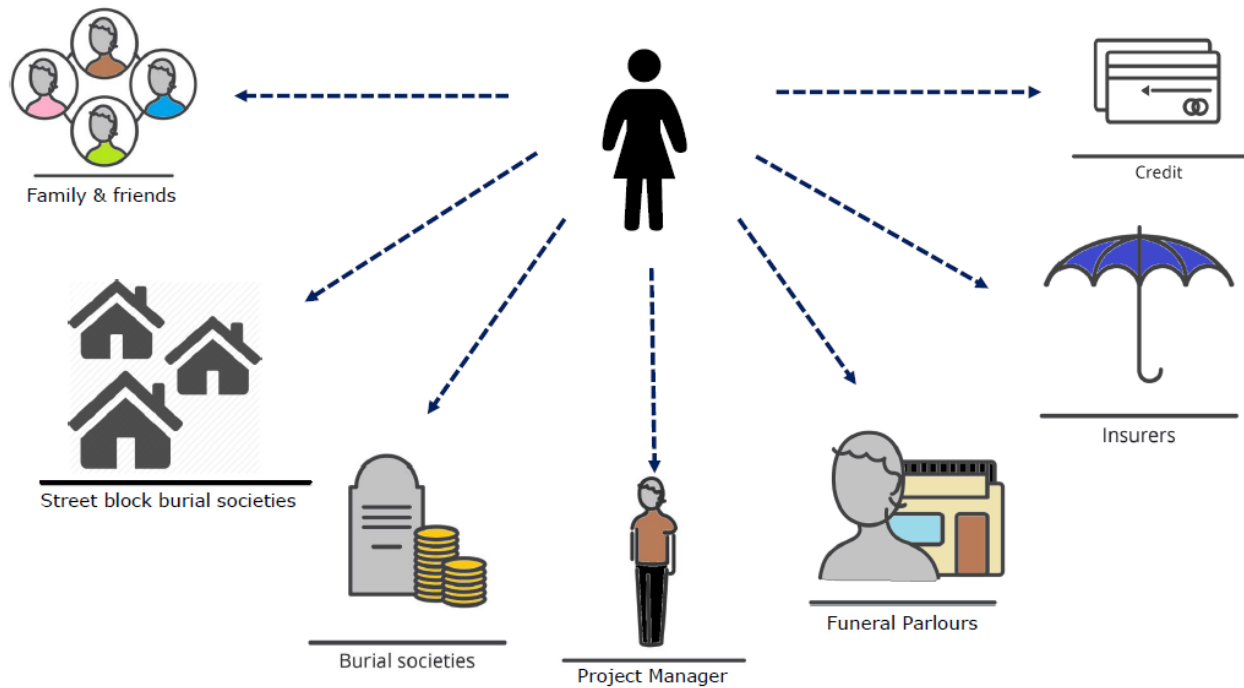 Family & friends
Credit
Street block burial societies
Insurers
Burial societies
Project Manager
Funeral Parlours